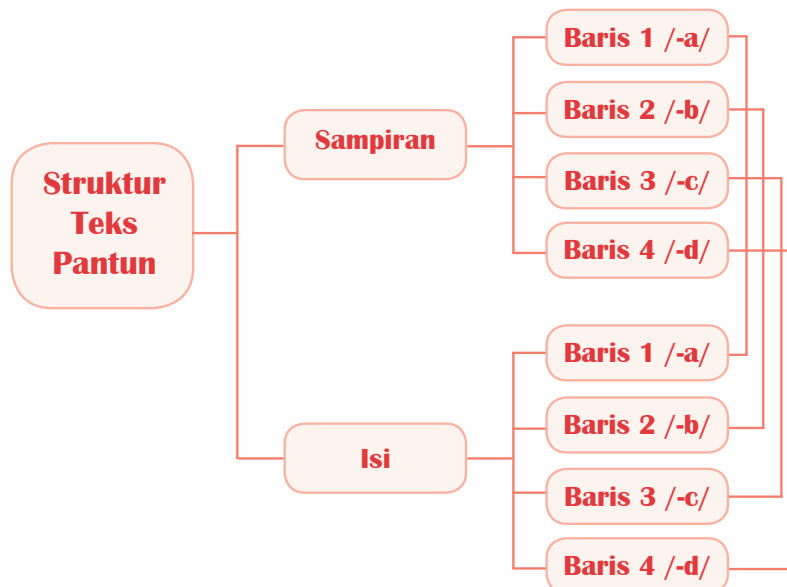 Struktur
Teks
Pantun
Sampiran
Baris 1 /-a/
Baris 2 /-b/
Baris 3 /-c/
Baris 4 /-d/
Isi
Baris 1 /-a/
Baris 2 /-b/
Baris 3 /-c/
Baris 4 /-d/